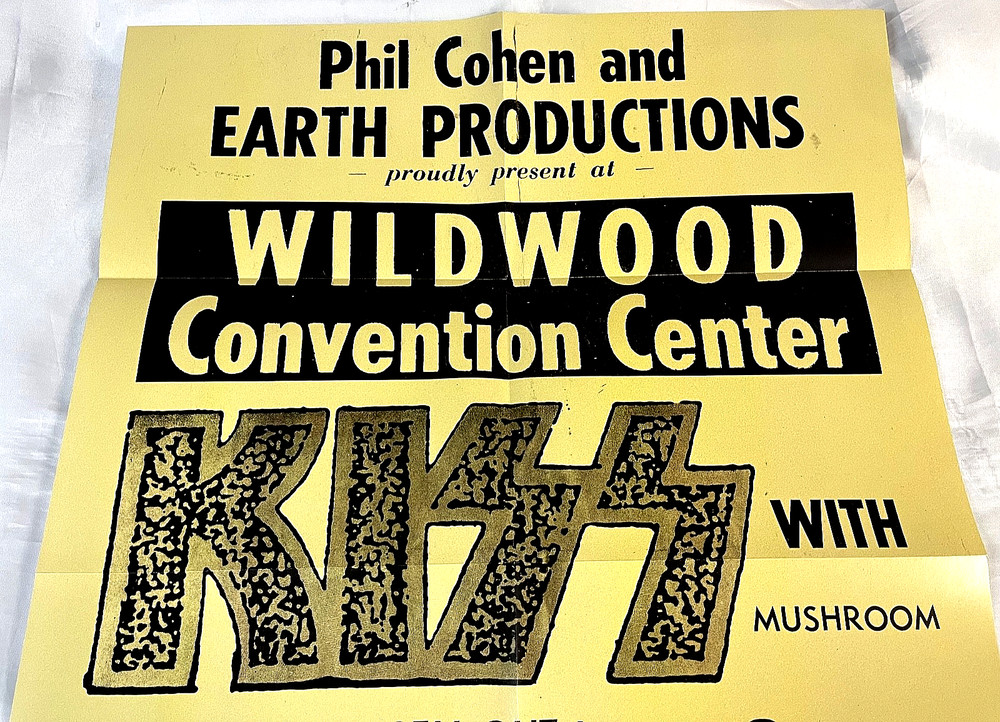 Phil Cohen and
EARTH PRODUCTIONS
— proudly present at —
WILDWOOD
Convention Center
KISS
WITH
MUSHROOM